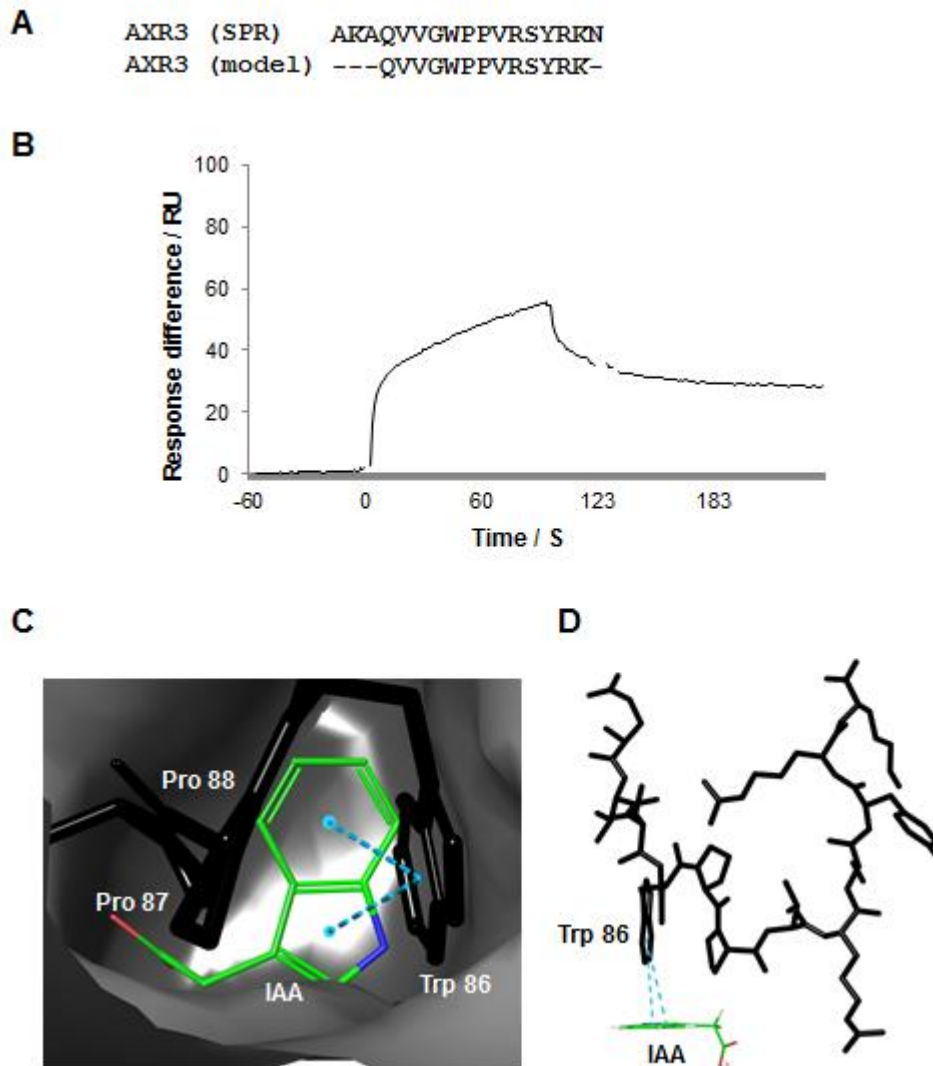 A
AXR3 (SPR) AKAQVVGWPPVRSYRKN
AXR3 (model) ---QVVGWPPVRSYRK-
B
Response difference / RU
100
80
60
40
20
0
-60 0 60 123 183
Time / S
C
D
Pro 88
Pro 87
IAA
Trp 86
Trp 86
IAA